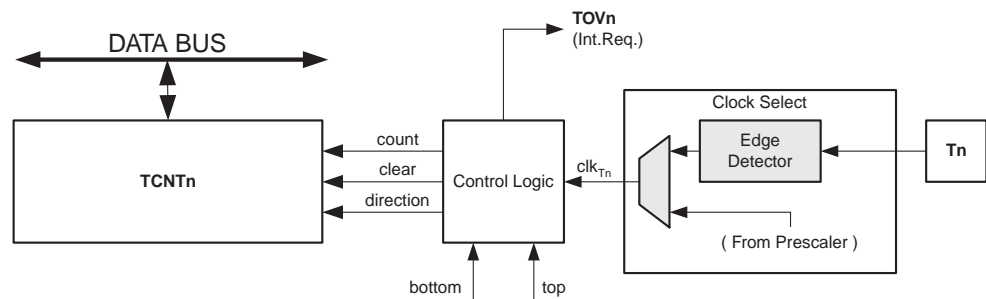 TOVn
(Int.Req.)
DATA BUS
Clock Select
count
Edge
Detector
Tn
TCNTn
clear
Control Logic
clkTn
direction
( From Prescaler )
bottom
top